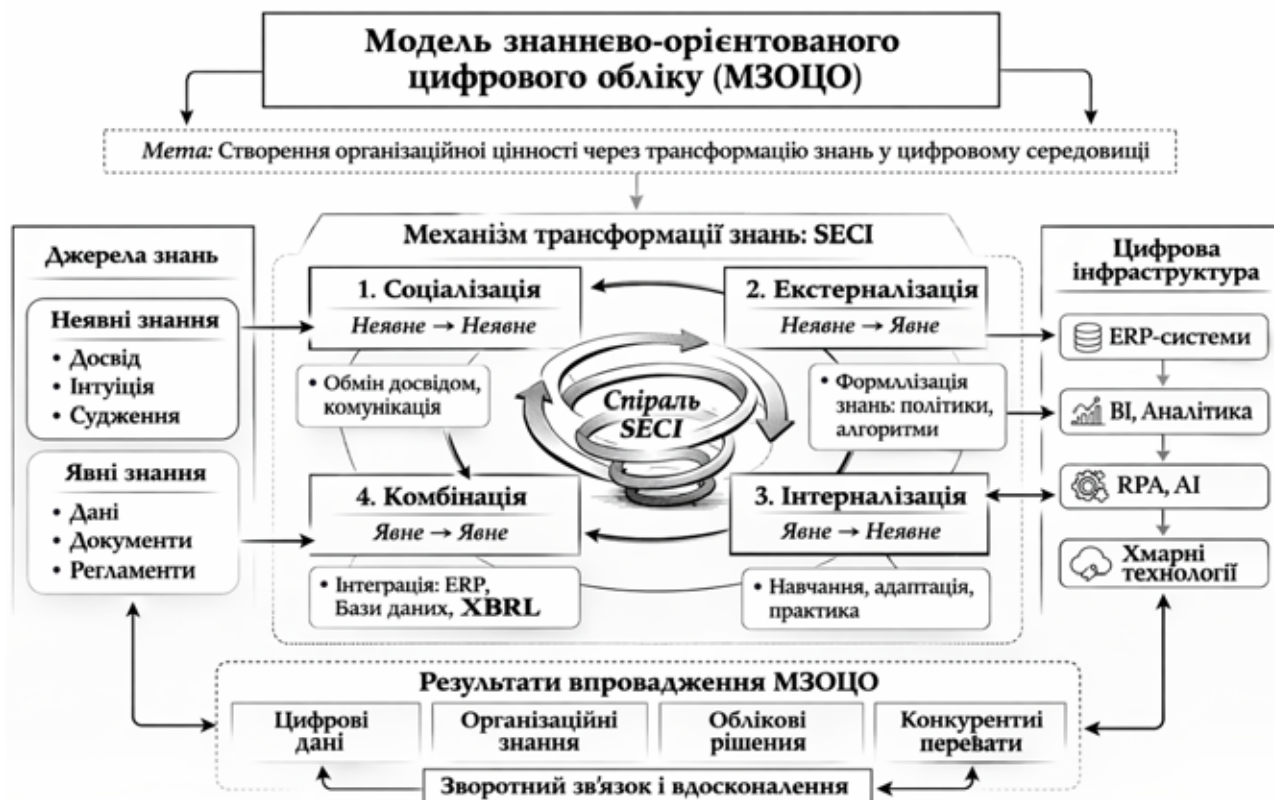 Модель знаннєво-орієнтованого
цифрового обліку (МЗОЦО)
Мета: Створення організаційної цінності через трансформацію знань у цифровому середовищі
Джерела знань
Неявні знання
• Досвід
• Інтуіція
• Судження
Явні знання
• Дані
• Документи
• Регламенти
Механізм трансформації знань: SECI
1. Соціалізація
Неявне → Неявне
• Обмін досвідом,
комунікація
2. Екстерналізація
Неявне → Явне
• Формллізація
знань: політики,
алгоритми
Спіраль
SECI
4. Комбінація
Явне → Явне
• Інтеграція: ERP,
Бази даних, XBRL
3. Інтерналізація
Явне → Неявне
• Навчання, адаптація,
практика
Цифрова
інфраструктура
ERP-системи
BI, Аналітика
RPA, AI
Хмарні
технології
Результати впровадження МЗОЦО
Цифрові
дані
Організаційні
знання
Облікові
рішення
Конкурентиі
перевати
Зворотний зв'язок і вдосконалення